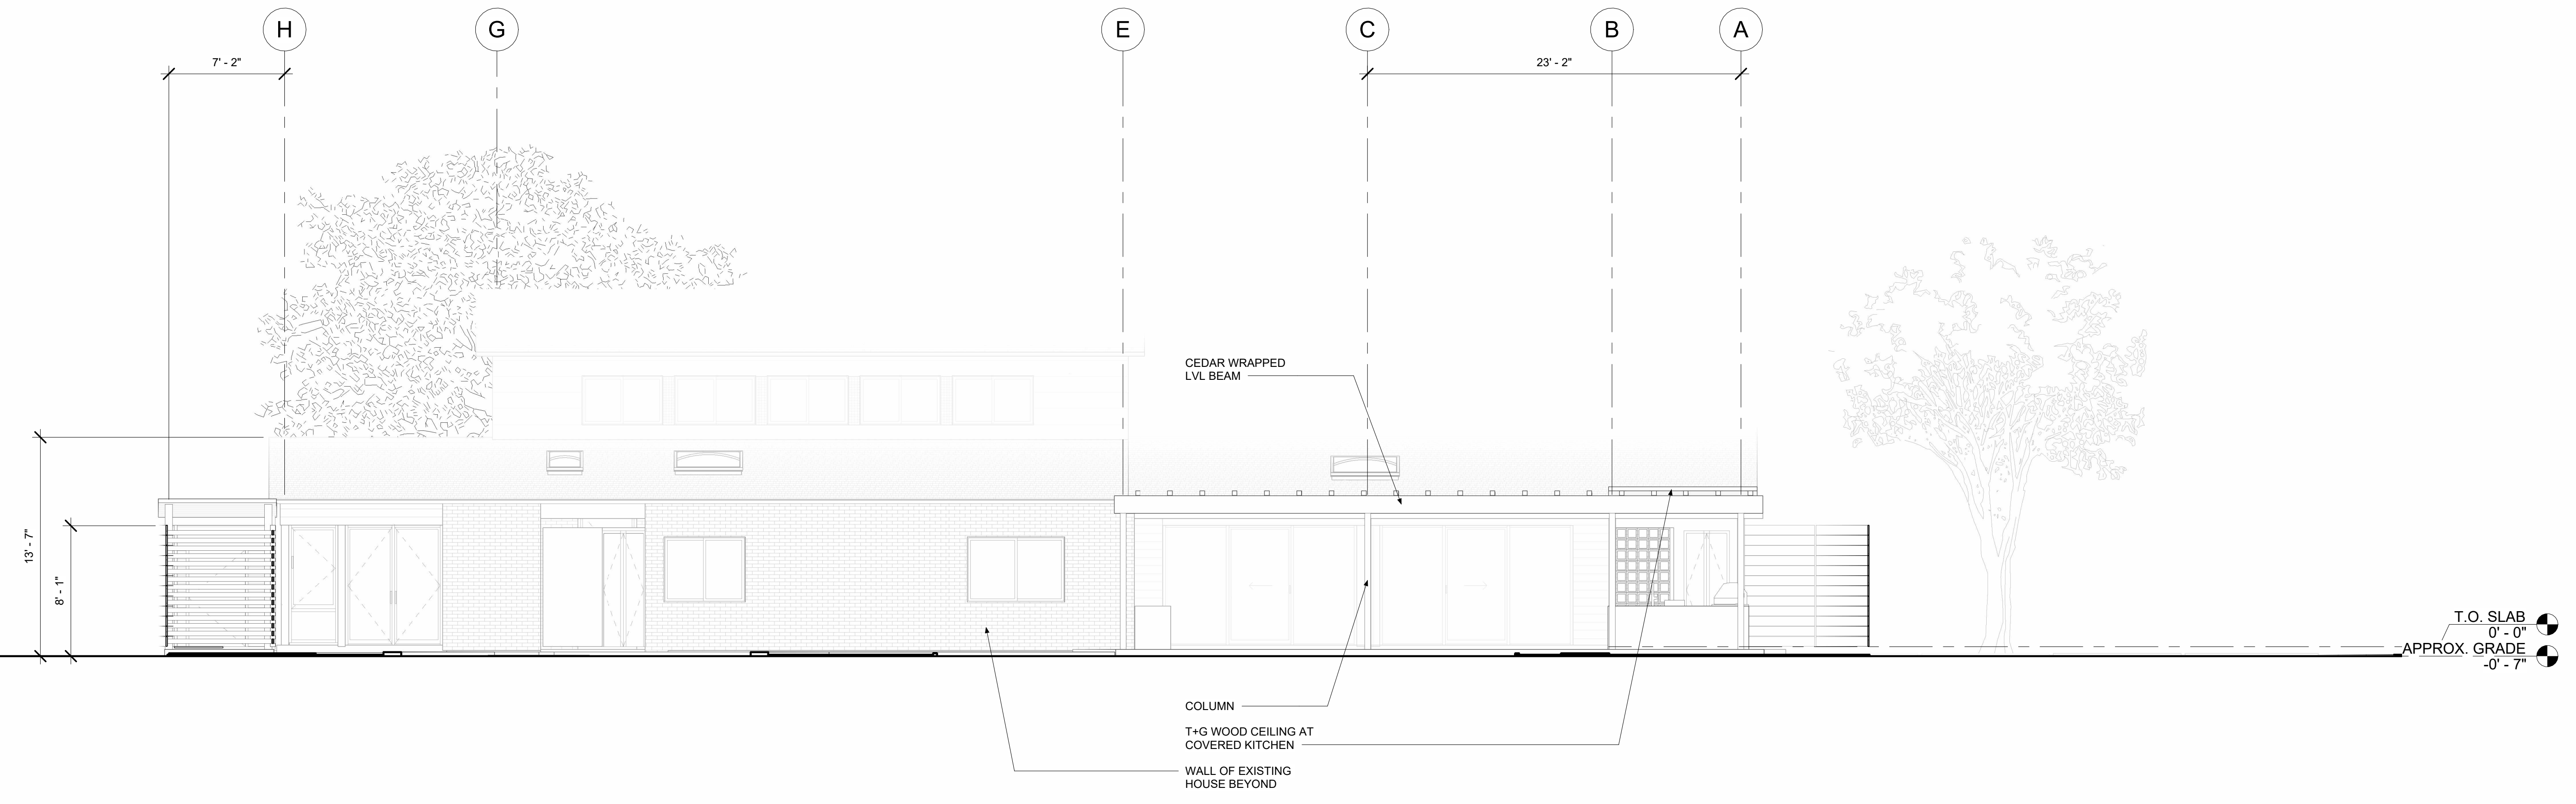 H
G
E
C
B
A
7' - 2"
23' - 2"
CEDAR WRAPPED
LVL BEAM
13' - 7"
8' - 1"
T.O. SLAB
0' - 0"
APPROX. GRADE
-0' - 7"
COLUMN
T+G WOOD CEILING AT
COVERED KITCHEN
WALL OF EXISTING
HOUSE BEYOND